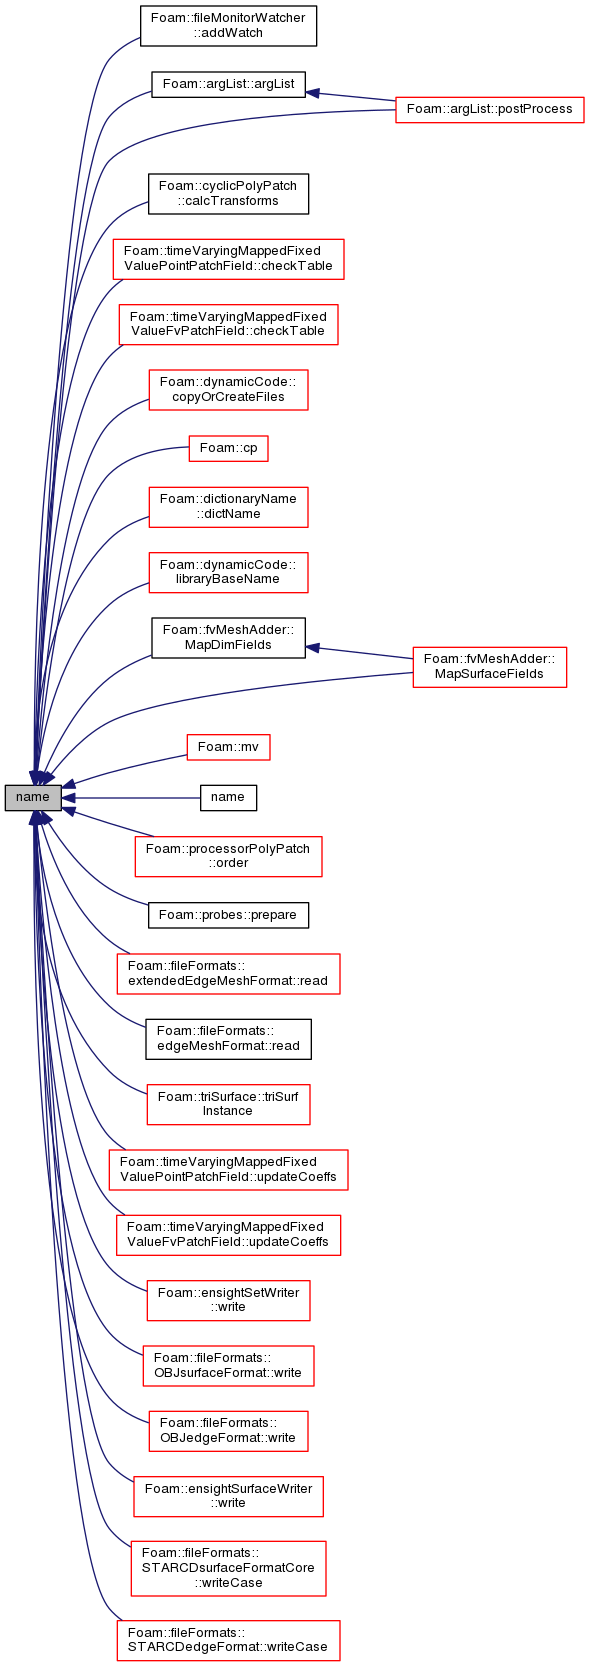 Foam::fileMonitorWatcher
::addWatch
Foam::argList::argList
Foam::argList::postProcess
Foam::cyclicPolyPatch
::calcTransforms
Foam::timeVaryingMappedFixed
ValuePointPatchField::checkTable
Foam::timeVaryingMappedFixed
ValueFvPatchField::checkTable
Foam::dynamicCode::
copyOrCreateFiles
Foam::cp
Foam::dictionaryName
::dictName
Foam::dynamicCode::
libraryBaseName
Foam::fvMeshAdder::
MapDimFields
Foam::fvMeshAdder::
MapSurfaceFields
Foam::mv
name
name
Foam::processorPolyPatch
::order
Foam::probes::prepare
Foam::fileFormats::
extendedEdgeMeshFormat::read
Foam::fileFormats::
edgeMeshFormat::read
Foam::triSurface::triSurf
Instance
Foam::timeVaryingMappedFixed
ValuePointPatchField::updateCoeffs
Foam::timeVaryingMappedFixed
ValueFvPatchField::updateCoeffs
Foam::ensightSetWriter
::write
Foam::fileFormats::
OBJsurfaceFormat::write
Foam::fileFormats::
OBJedgeFormat::write
Foam::ensightSurfaceWriter
::write
Foam::fileFormats::
STARCDsurfaceFormatCore
::writeCase
Foam::fileFormats::
STARCDedgeFormat::writeCase